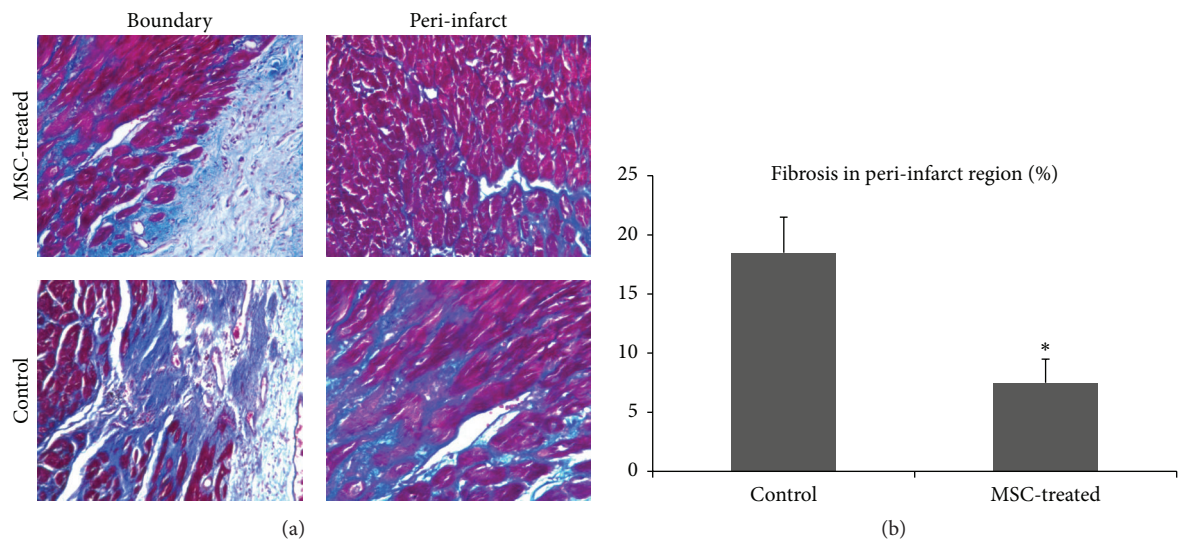 Boundary
Peri-infarct
MSC-treated
Control
(a)
Fibrosis in peri-infarct region (%)
25
20
15
10
5
0
*
Control
MSC-treated
(b)